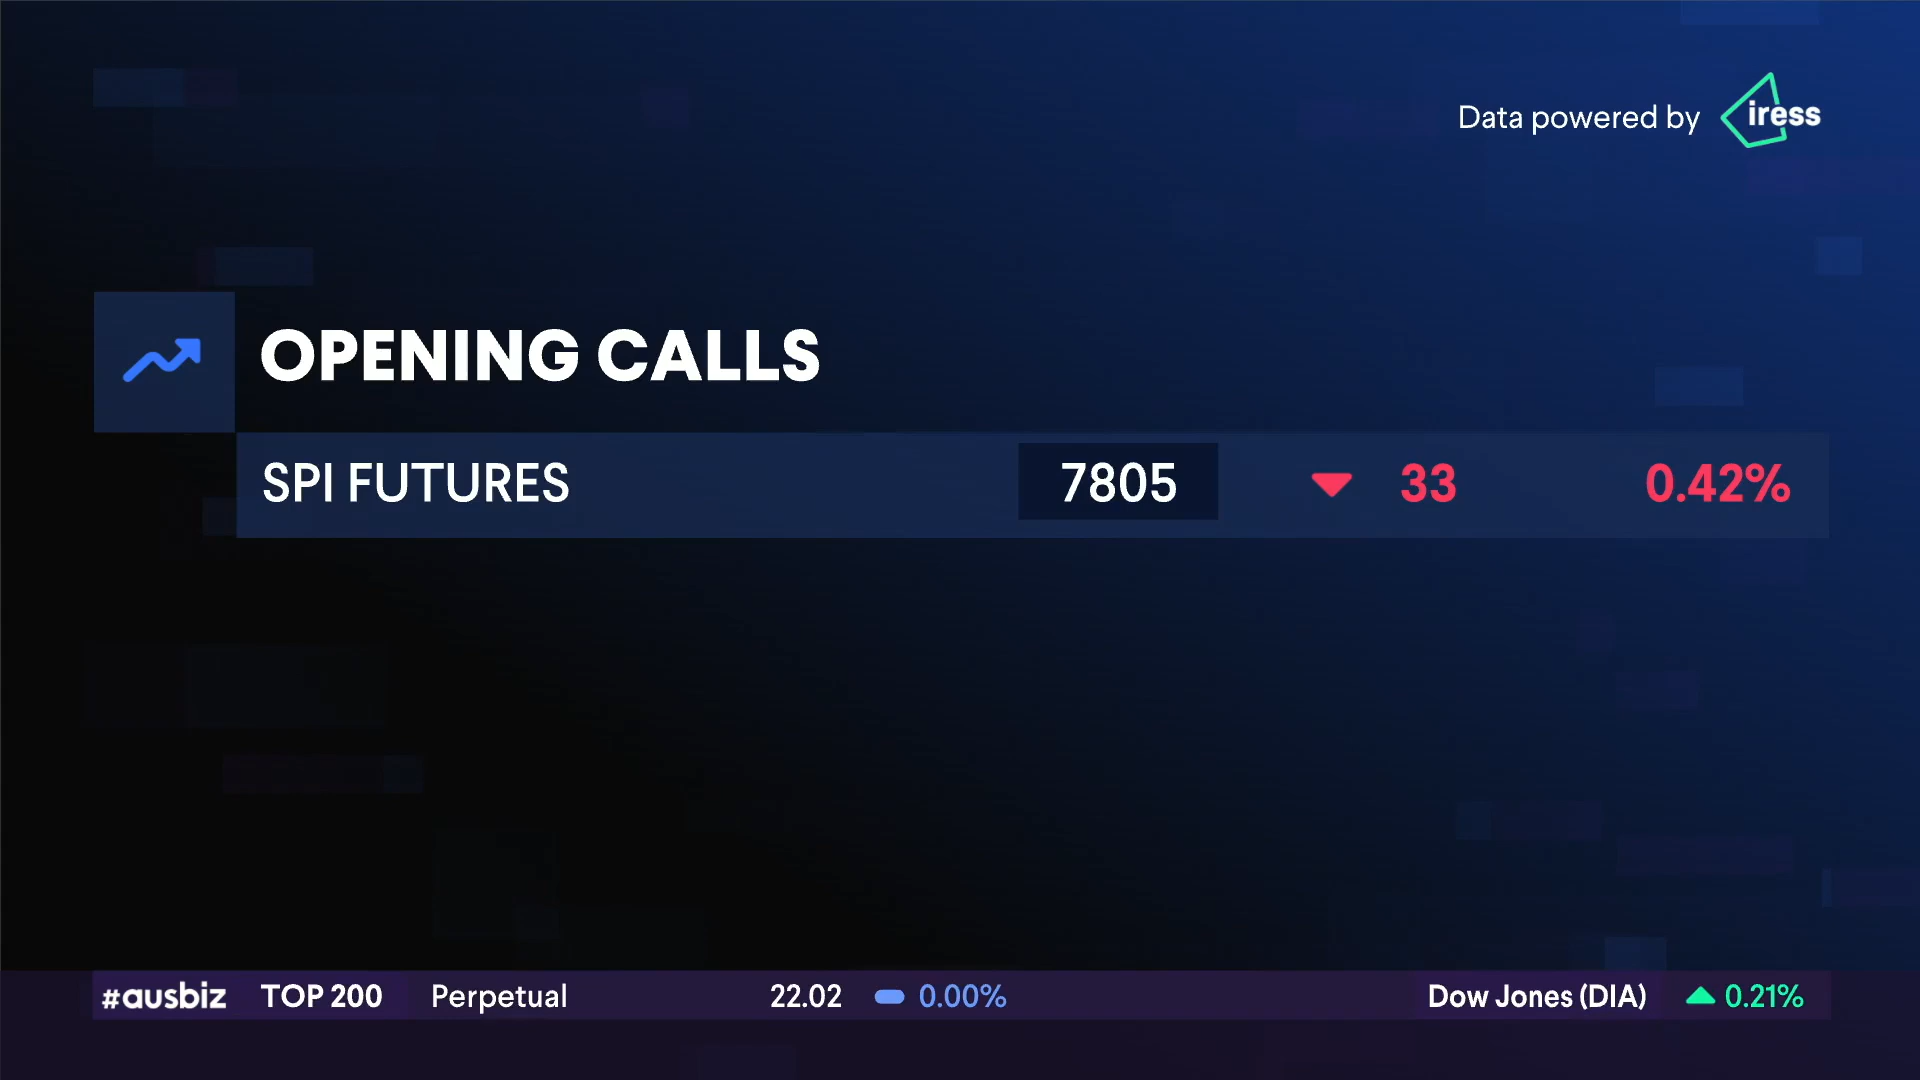 Data powered by iress
OPENING CALLS
SPI FUTURES 7805 33 0.42%
#ausbiz TOP 200 Perpetual 22.02 0.00% Dow Jones (DIA) 0.21%